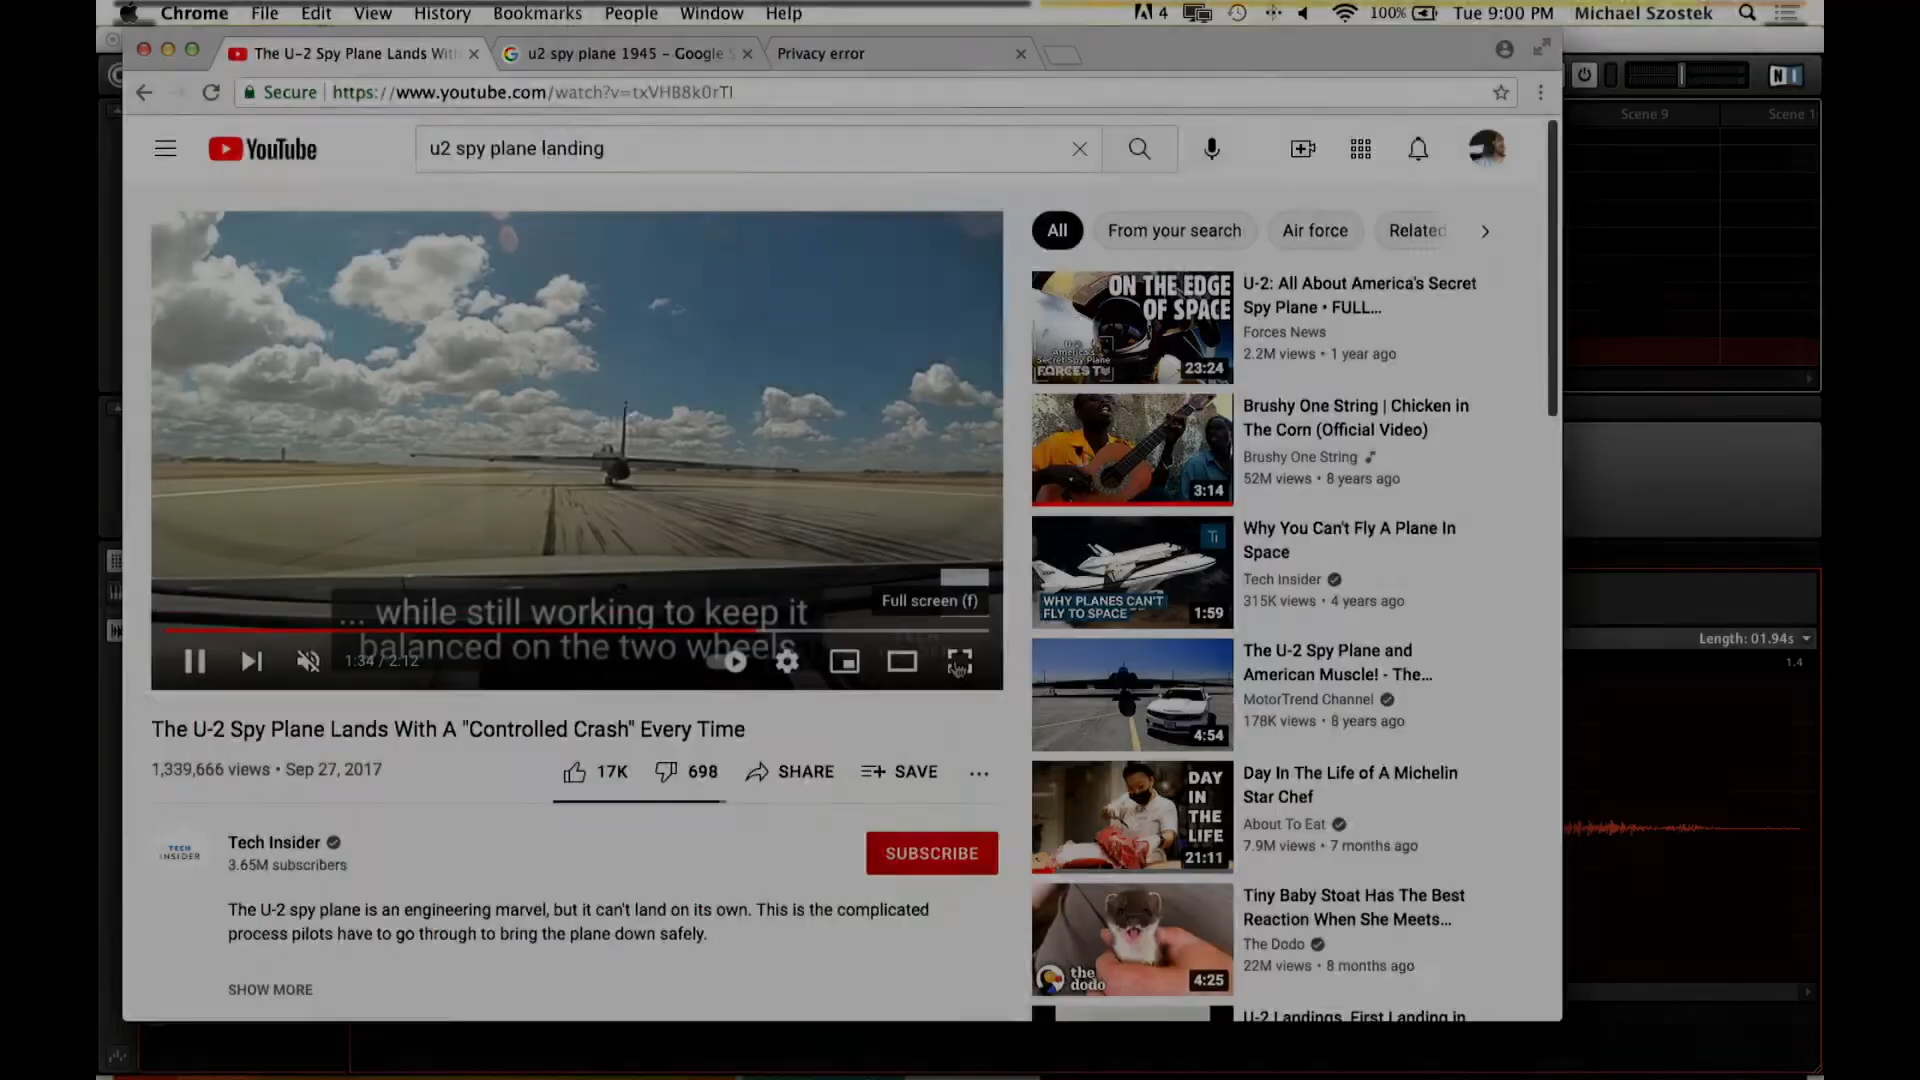 Chrome File Edit View History Bookmarks People Window Help
4 100% Tue 9:00 PM Michael Szostek
The U-2 Spy Plane Lands With
u2 spy plane 1945 - Google S
Privacy error
Secure https://www.youtube.com/watch?v=txVHB8k0rTI
YouTube
u2 spy plane landing
Scene 9
Scene 1
All
From your search
Air force
Related
... while still working to keep it
balanced on the two wheels
Full screen (f)
1:34 / 2:12
The U-2 Spy Plane Lands With A "Controlled Crash" Every Time
1,339,666 views • Sep 27, 2017
17K
698
SHARE
SAVE
TECH
INSIDER
Tech Insider
3.65M subscribers
SUBSCRIBE
The U-2 spy plane is an engineering marvel, but it can't land on its own. This is the complicated
process pilots have to go through to bring the plane down safely.
SHOW MORE
ON THE EDGE
OF SPACE
FORCES TV
23:24
U-2: All About America's Secret
Spy Plane • FULL...
Forces News
2.2M views • 1 year ago
3:14
Brushy One String | Chicken in
The Corn (Official Video)
Brushy One String
52M views • 8 years ago
Ti
WHY PLANES CAN'T
FLY TO SPACE
1:59
Why You Can't Fly A Plane In
Space
Tech Insider
315K views • 4 years ago
4:54
The U-2 Spy Plane and
American Muscle! - The...
MotorTrend Channel
178K views • 8 years ago
DAY
IN
THE
LIFE
21:11
Day In The Life of A Michelin
Star Chef
About To Eat
7.9M views • 7 months ago
the
dodo
4:25
Tiny Baby Stoat Has The Best
Reaction When She Meets...
The Dodo
22M views • 8 months ago
U-2 Landings, First Landing in
Length: 01.94s
1.4